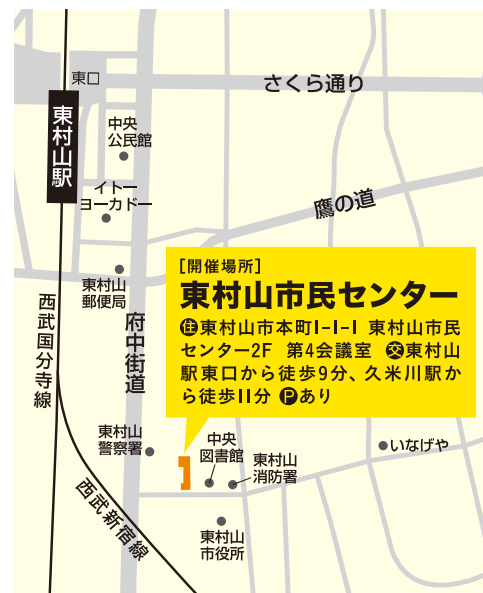 東口
さくら通り
東村山駅
中央
公民館
イトー
ヨーカドー
鷹の道
東村山
郵便局
西武国分寺線
府中街道
［開催場所］
東村山市民センター
住東村山市本町1-1-1 東村山市民
センター2F 第4会議室 交東村山
駅東口から徒歩9分、久米川駅か
ら徒歩11分 Pあり
東村山
警察署
中央
図書館
東村山
消防署
いなげや
西武新宿線
東村山
市役所